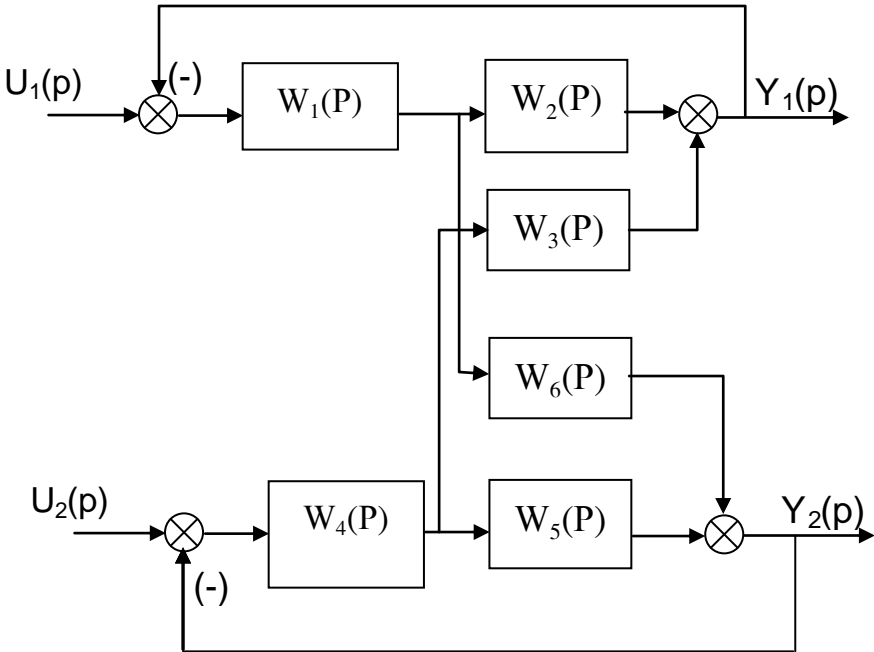 U₁(p)
(-)
W₁(P)
W₂(P)
Y₁(p)
W₃(P)
W₆(P)
U₂(p)
(-)
W₄(P)
W₅(P)
Y₂(p)